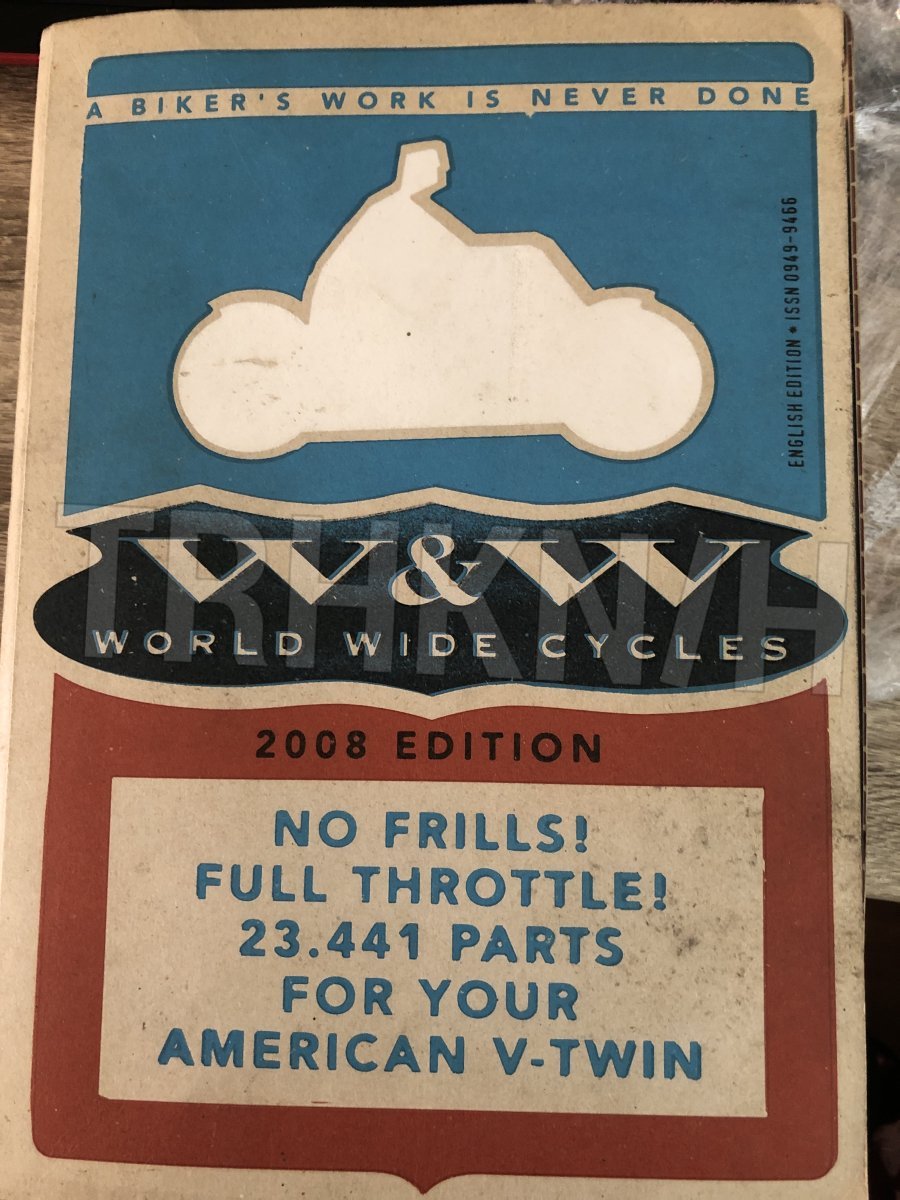 A BIKER'S WORK IS NEVER DONE
ENGLISH EDITION * ISSN 0949-9466
W&W
WORLD WIDE CYCLES
2008 EDITION
NO FRILLS!
FULL THROTTLE!
23.441 PARTS
FOR YOUR
AMERICAN V-TWIN